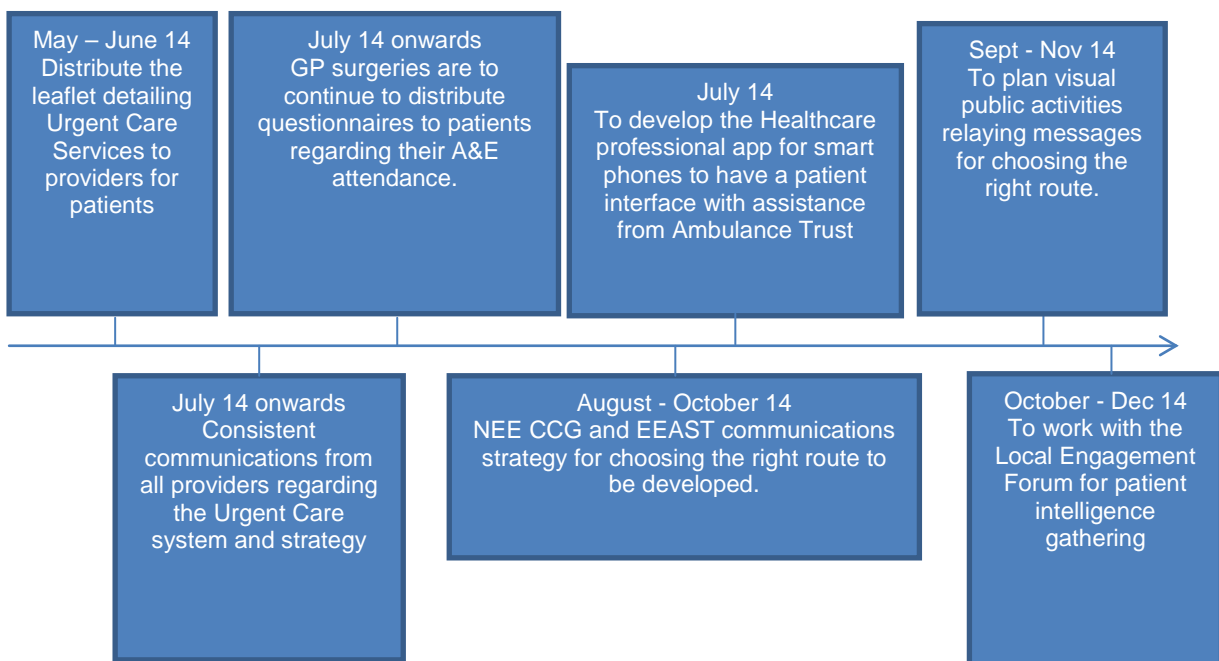 May – June 14
Distribute the
leaflet detailing
Urgent Care
Services to
providers for
patients
July 14 onwards
GP surgeries are to
continue to distribute
questionnaires to patients
regarding their A&E
attendance.
July 14
To develop the Healthcare
professional app for smart
phones to have a patient
interface with assistance
from Ambulance Trust
Sept - Nov 14
To plan visual
public activities
relaying messages
for choosing the
right route.
July 14 onwards
Consistent
communications from
all providers regarding
the Urgent Care
system and strategy
August - October 14
NEE CCG and EEAST communications
strategy for choosing the right route to
be developed.
October - Dec 14
To work with the
Local Engagement
Forum for patient
intelligence
gathering